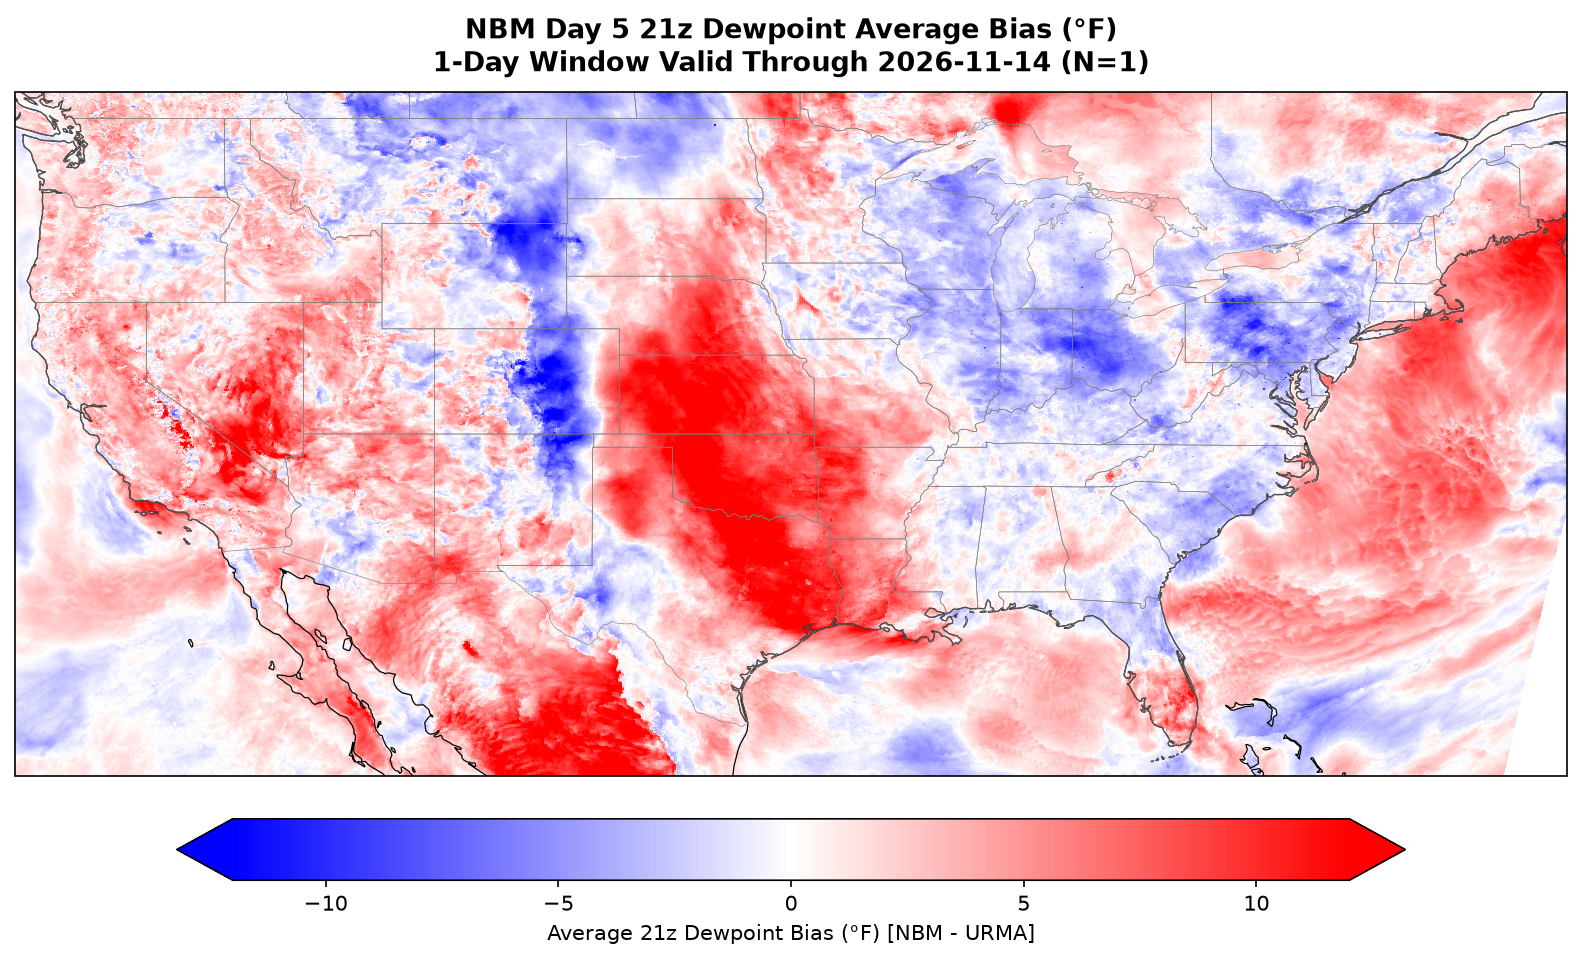 NBM Day 5 21z Dewpoint Average Bias (°F)
1-Day Window Valid Through 2026-11-14 (N=1)
−10 −5 0 5 10
Average 21z Dewpoint Bias (°F) [NBM - URMA]